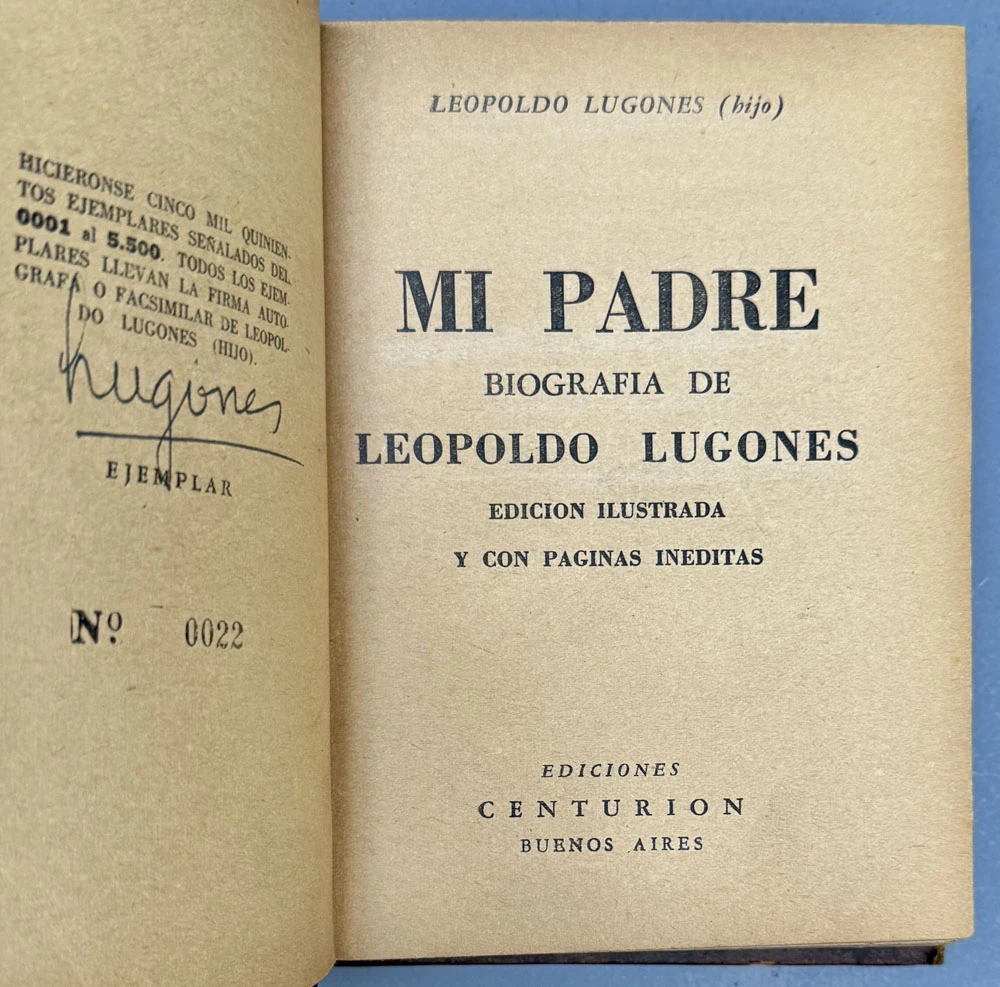 HICIERONSE CINCO MIL QUINIEN-
TOS EJEMPLARES SEÑALADOS DEL
0001 al 5.500. TODOS LOS EJEM-
PLARES LLEVAN LA FIRMA AUTO-
GRAFA O FACSIMILAR DE LEOPOL-
DO LUGONES (HIJO).
Lugones
EJEMPLAR
Nº 0022
LEOPOLDO LUGONES (hijo)
MI PADRE
BIOGRAFIA DE
LEOPOLDO LUGONES
EDICION ILUSTRADA
Y CON PAGINAS INEDITAS
EDICIONES
CENTURION
BUENOS AIRES